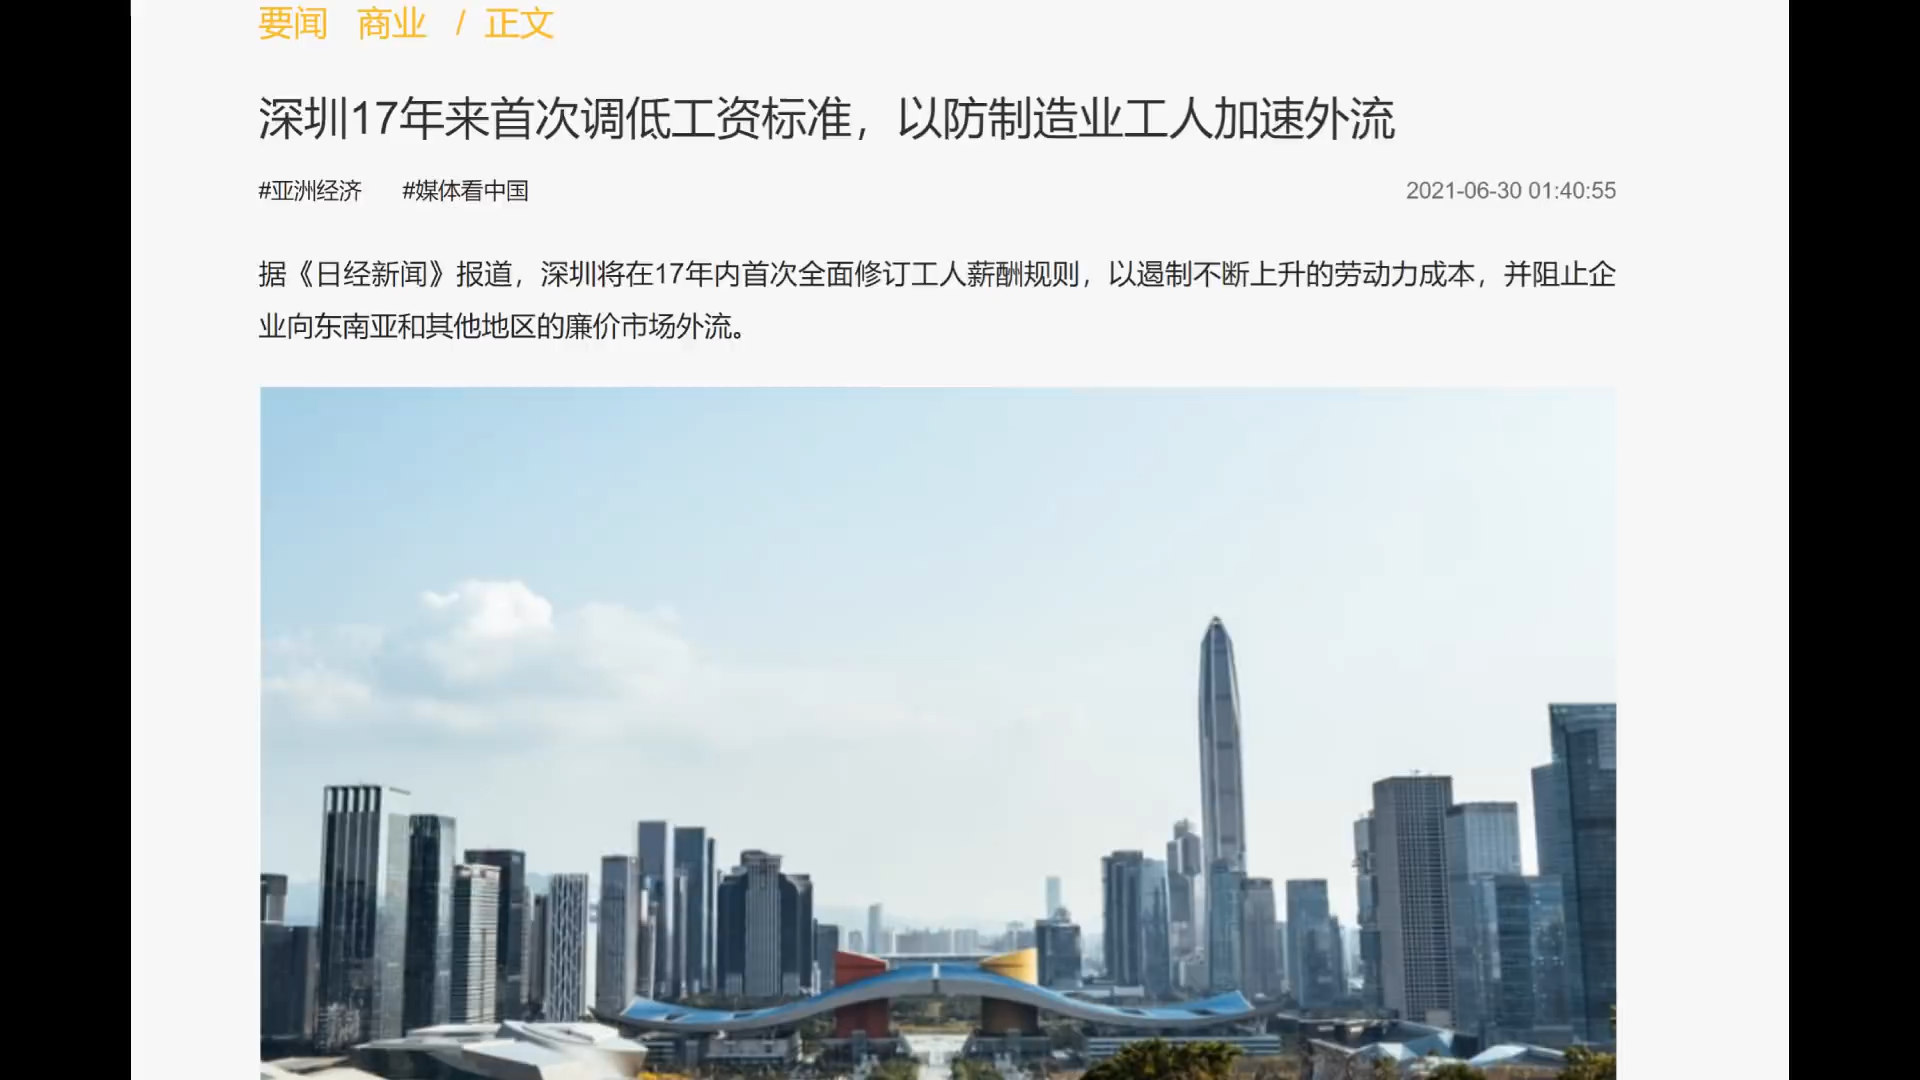 要闻 商业 / 正文
深圳17年来首次调低工资标准，以防制造业工人加速外流
#亚洲经济 #媒体看中国 2021-06-30 01:40:55
据《日经新闻》报道，深圳将在17年内首次全面修订工人薪酬规则，以遏制不断上升的劳动力成本，并阻止企
业向东南亚和其他地区的廉价市场外流。